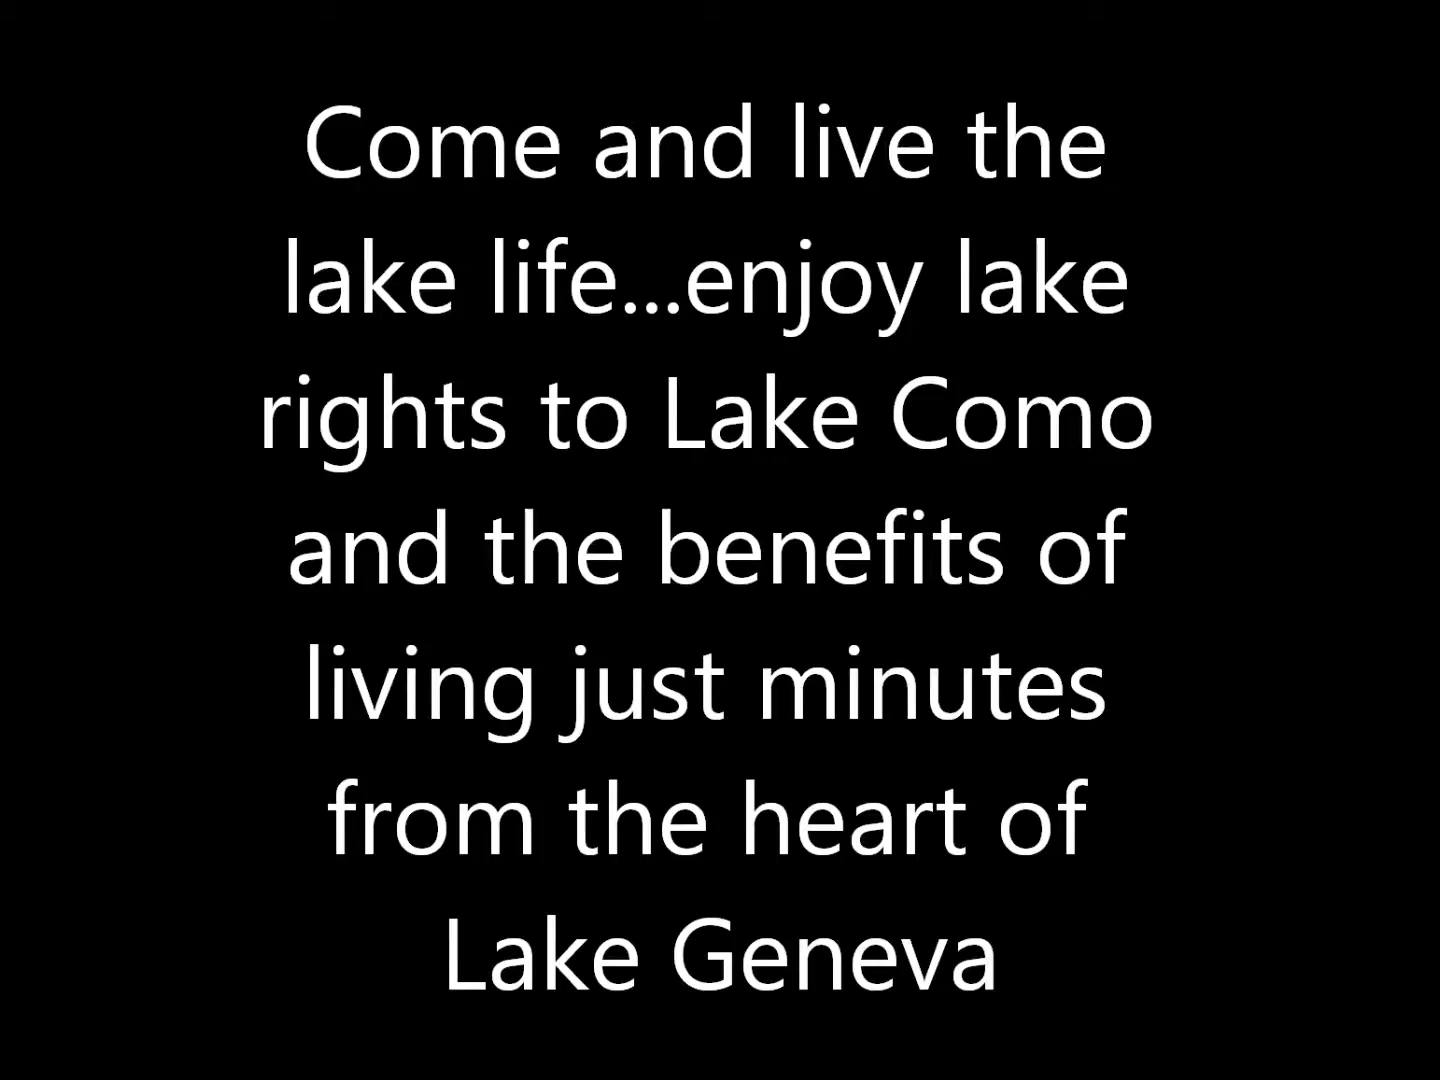 Come and live the
lake life...enjoy lake
rights to Lake Como
and the benefits of
living just minutes
from the heart of
Lake Geneva